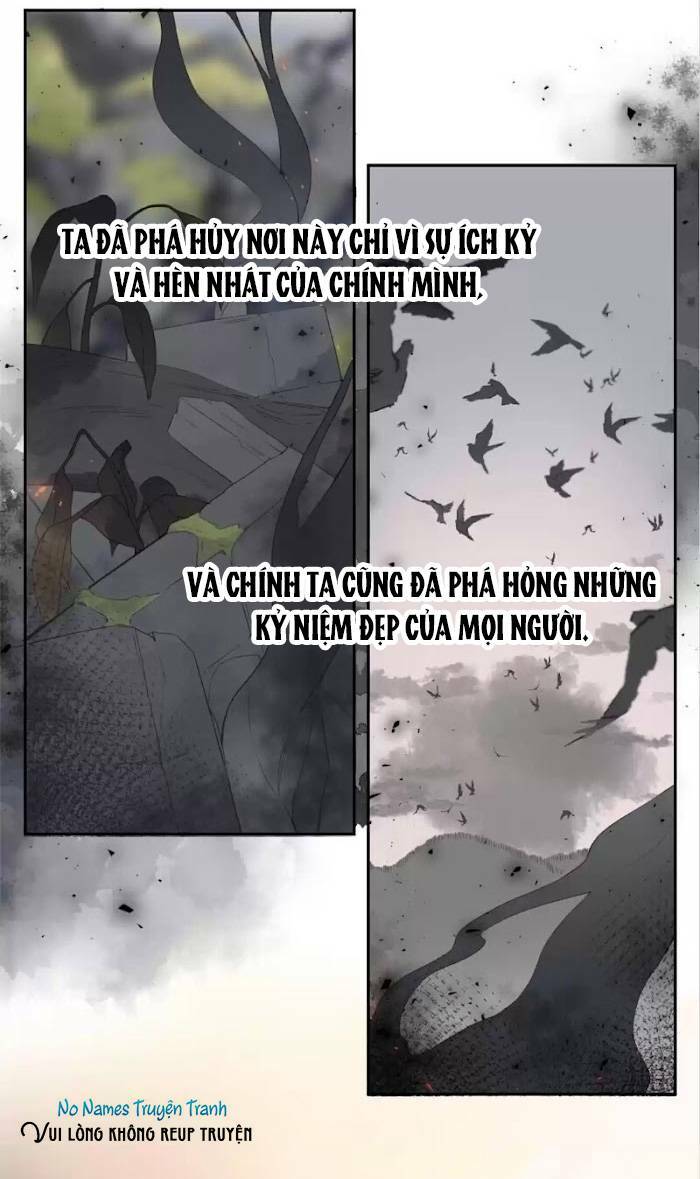 TA ĐÃ PHÁ HỦY NƠI NÀY CHỈ VÌ SỰ ÍCH KỶ
VÀ HÈN NHÁT CỦA CHÍNH MÌNH,
VÀ CHÍNH TA CŨNG ĐÃ PHÁ HỎNG NHỮNG
KỶ NIỆM ĐẸP CỦA MỌI NGƯỜI.
No Names Truyện Tranh
VUI LÒNG KHÔNG REUP TRUYỆN